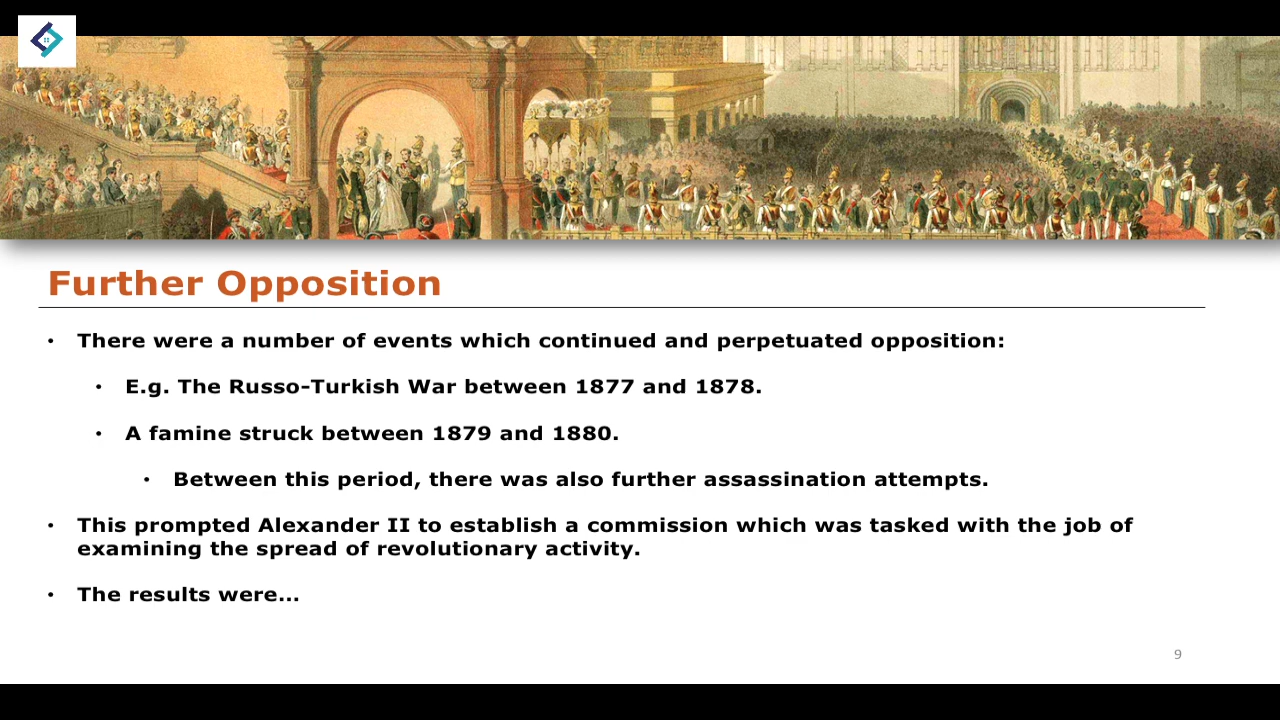 Further Opposition
• There were a number of events which continued and perpetuated opposition:
• E.g. The Russo-Turkish War between 1877 and 1878.
• A famine struck between 1879 and 1880.
• Between this period, there was also further assassination attempts.
• This prompted Alexander II to establish a commission which was tasked with the job of
examining the spread of revolutionary activity.
• The results were...
9